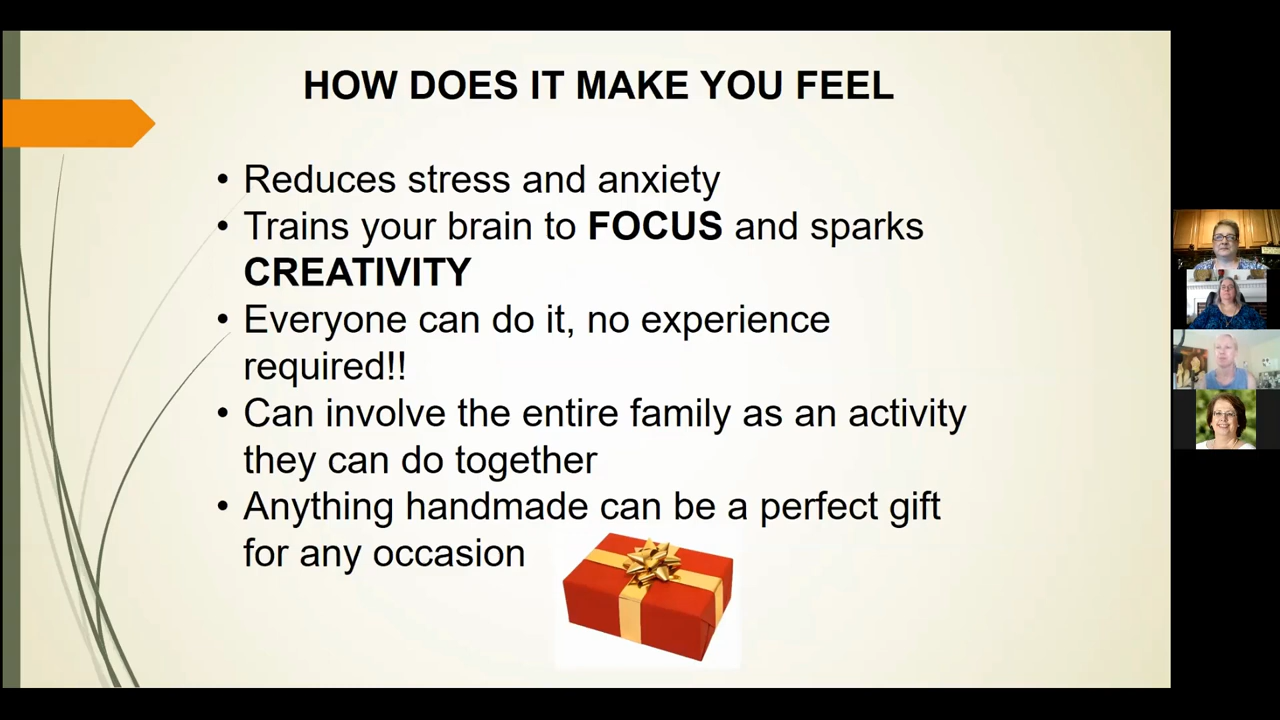 HOW DOES IT MAKE YOU FEEL
• Reduces stress and anxiety
• Trains your brain to FOCUS and sparks
CREATIVITY
• Everyone can do it, no experience
required!!
• Can involve the entire family as an activity
they can do together
• Anything handmade can be a perfect gift
for any occasion